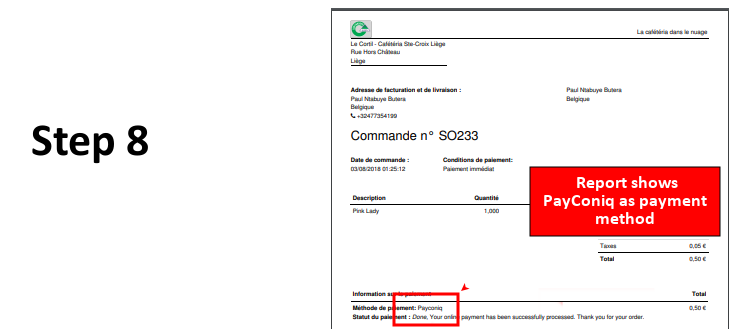 Step 8
La cafétéria dans le nuage
Le Cortil - Cafétéria Ste-Croix Liège
Rue Hors Château
Liège
Adresse de facturation et de livraison :
Paul Ntabuye Butera
Belgique
+32477354199
Paul Ntabuye Butera
Belgique
Commande n° SO233
Date de commande :
03/08/2018 01:25:12
Conditions de paiement:
Paiement immédiat
Report shows
PayConiq as payment
method
Description Quantité
Pink Lady 1,000
Taxes 0,05 €
Total 0,50 €
Information sur le paiement Total
Méthode de paiement: Payconiq 0,50 €
Statut du paiement : Done, Your online payment has been successfully processed. Thank you for your order.